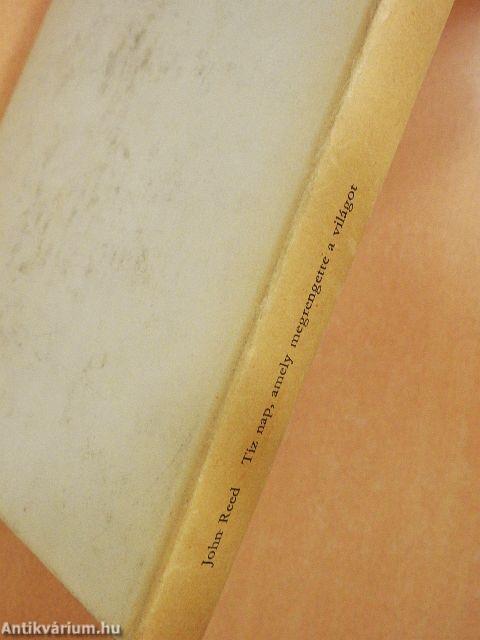 John Reed Tíz nap, amely megrengette a világot
Antikvárium.hu